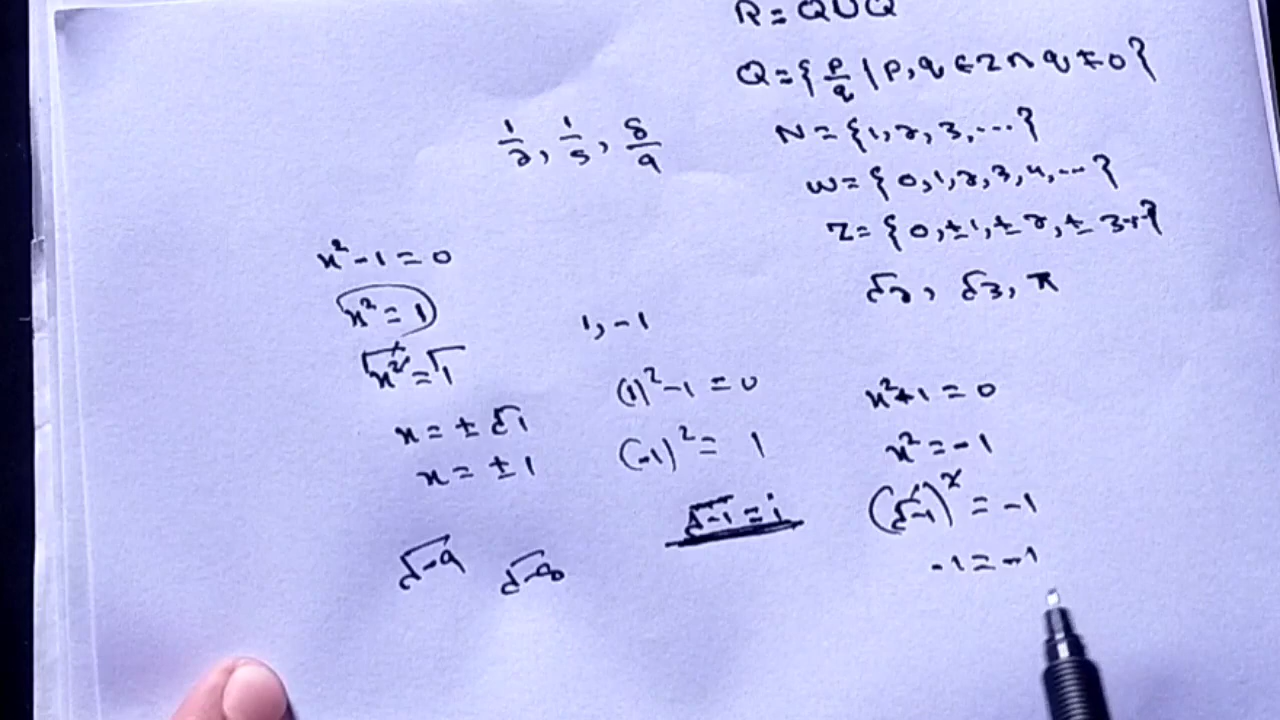 R = Q U Q
Q = { p/q | p, q ∈ Z ∧ q ≠ 0 }
N = { 1, 2, 3, ... }
1/2, 1/5, 8/9
W = { 0, 1, 2, 3, 4, ... }
Z = { 0, ±1, ±2, ±3, ... }
x² - 1 = 0
√2, √3, π
x² = 1
1, -1
√x² = √1
(1)² - 1 = 0
x² + 1 = 0
x = ± √1
(-1)² = 1
x² = -1
x = ± 1
√-1 = i
(√-1)² = -1
√-9 √-8
-1 = -1